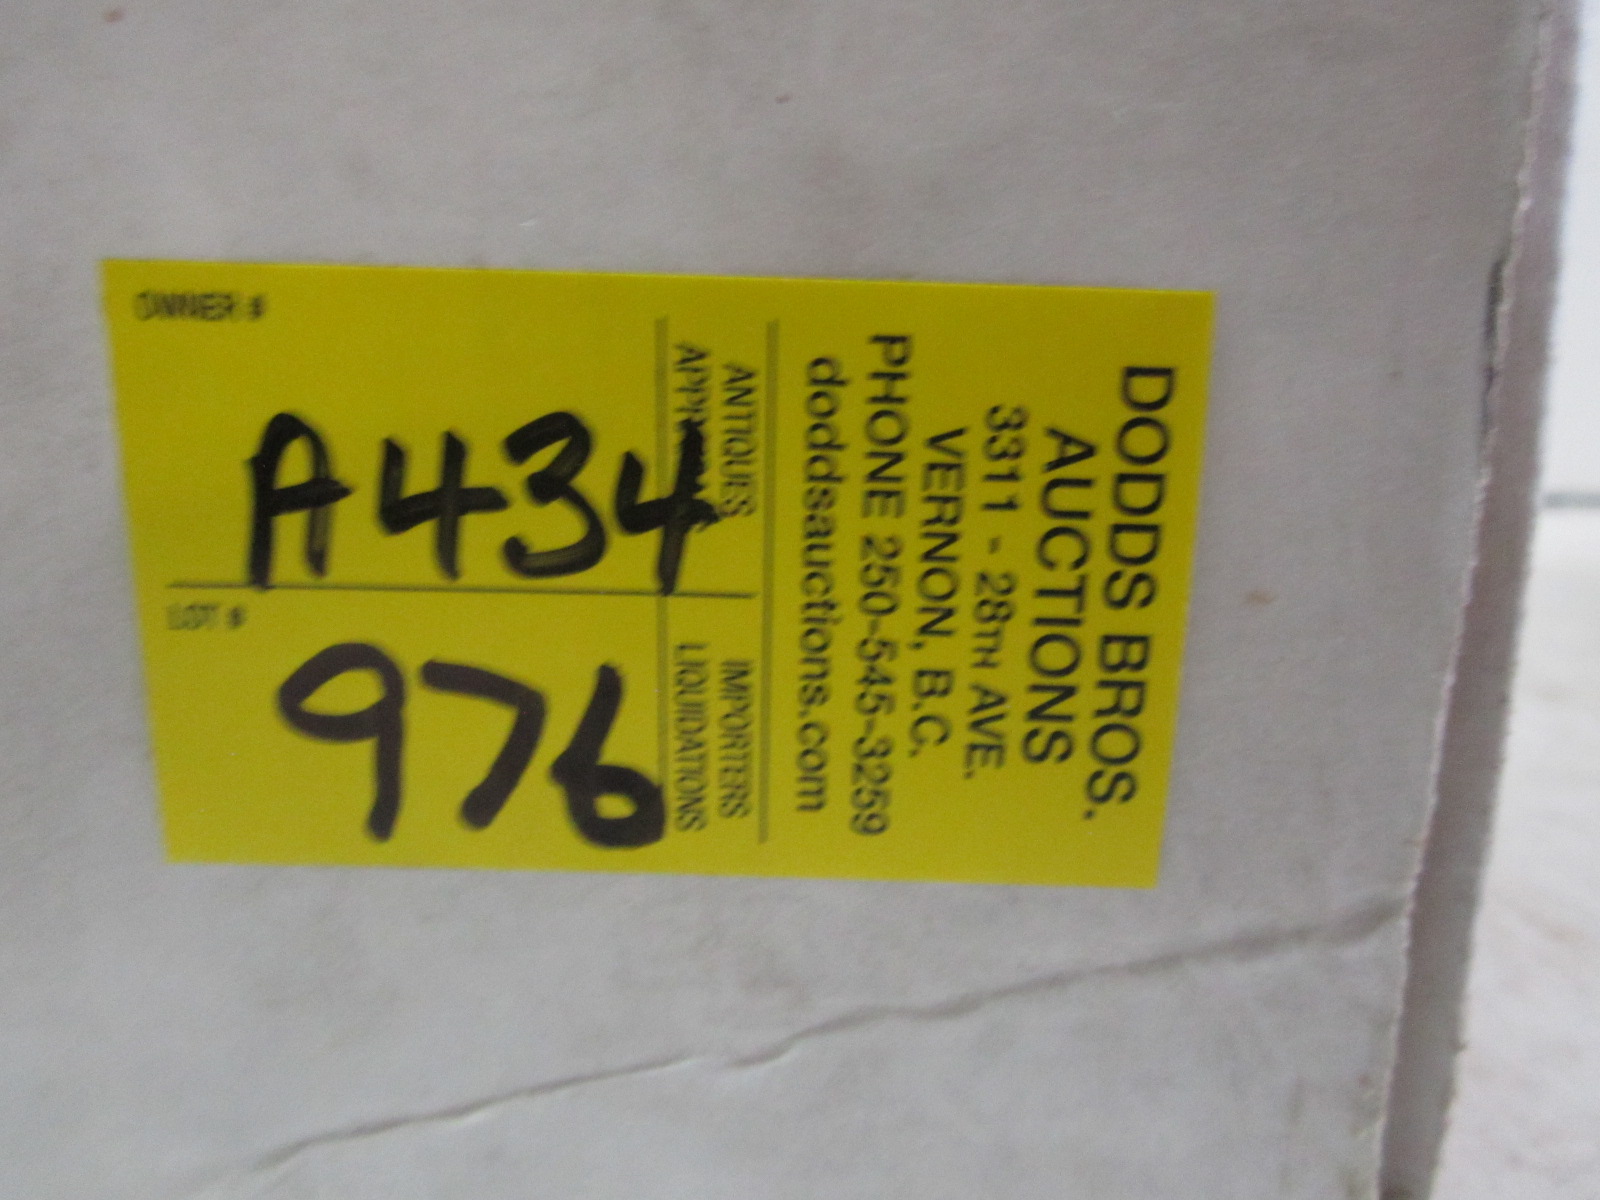 DODDS BROS.
AUCTIONS
3311 - 28TH AVE.
VERNON, B.C.
PHONE 250-545-3259
doddsauctions.com
ANTIQUES
IMPORTERS
LIQUIDATIONS
OWNER #
A434
LOT #
976